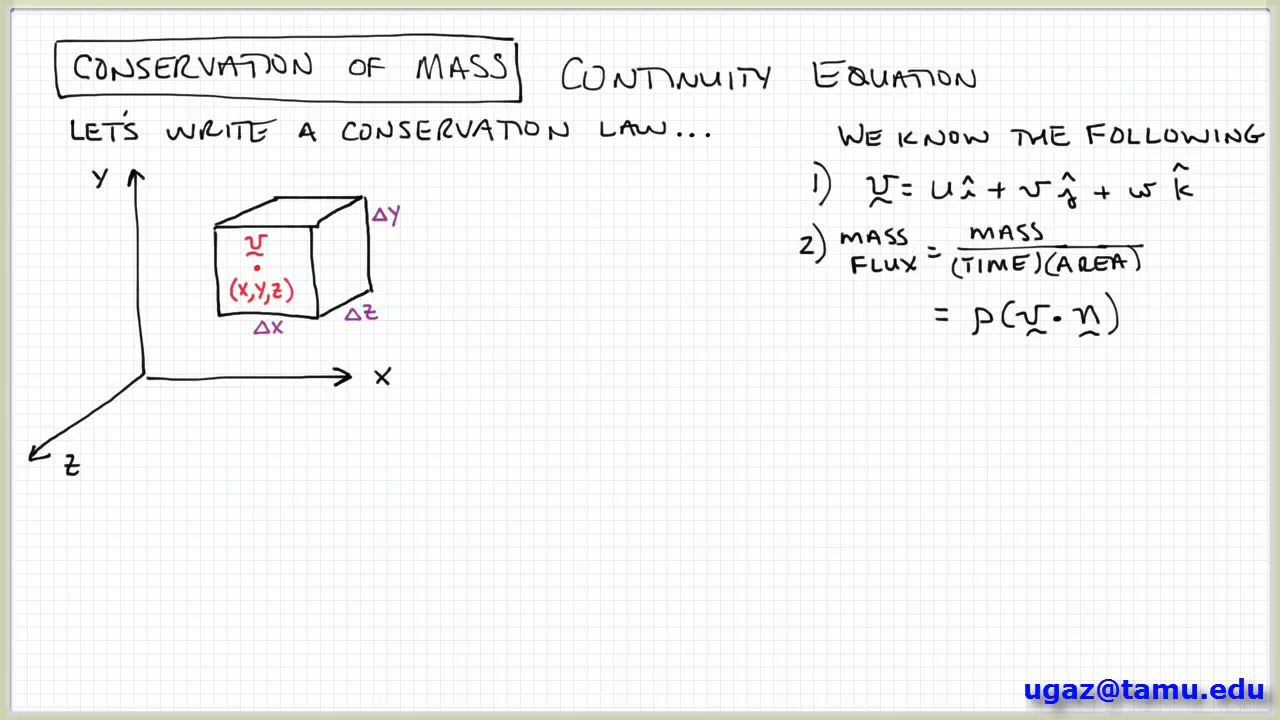 CONSERVATION OF MASS CONTINUITY EQUATION
LET'S WRITE A CONSERVATION LAW...
Y
ΔY
v
(X,Y,Z)
ΔZ
ΔX
X
Z
WE KNOW THE FOLLOWING
1) v = u î + v ĵ + w k̂
2) MASS FLUX = MASS / (TIME)(AREA)
= ρ(v · n)
ugaz@tamu.edu